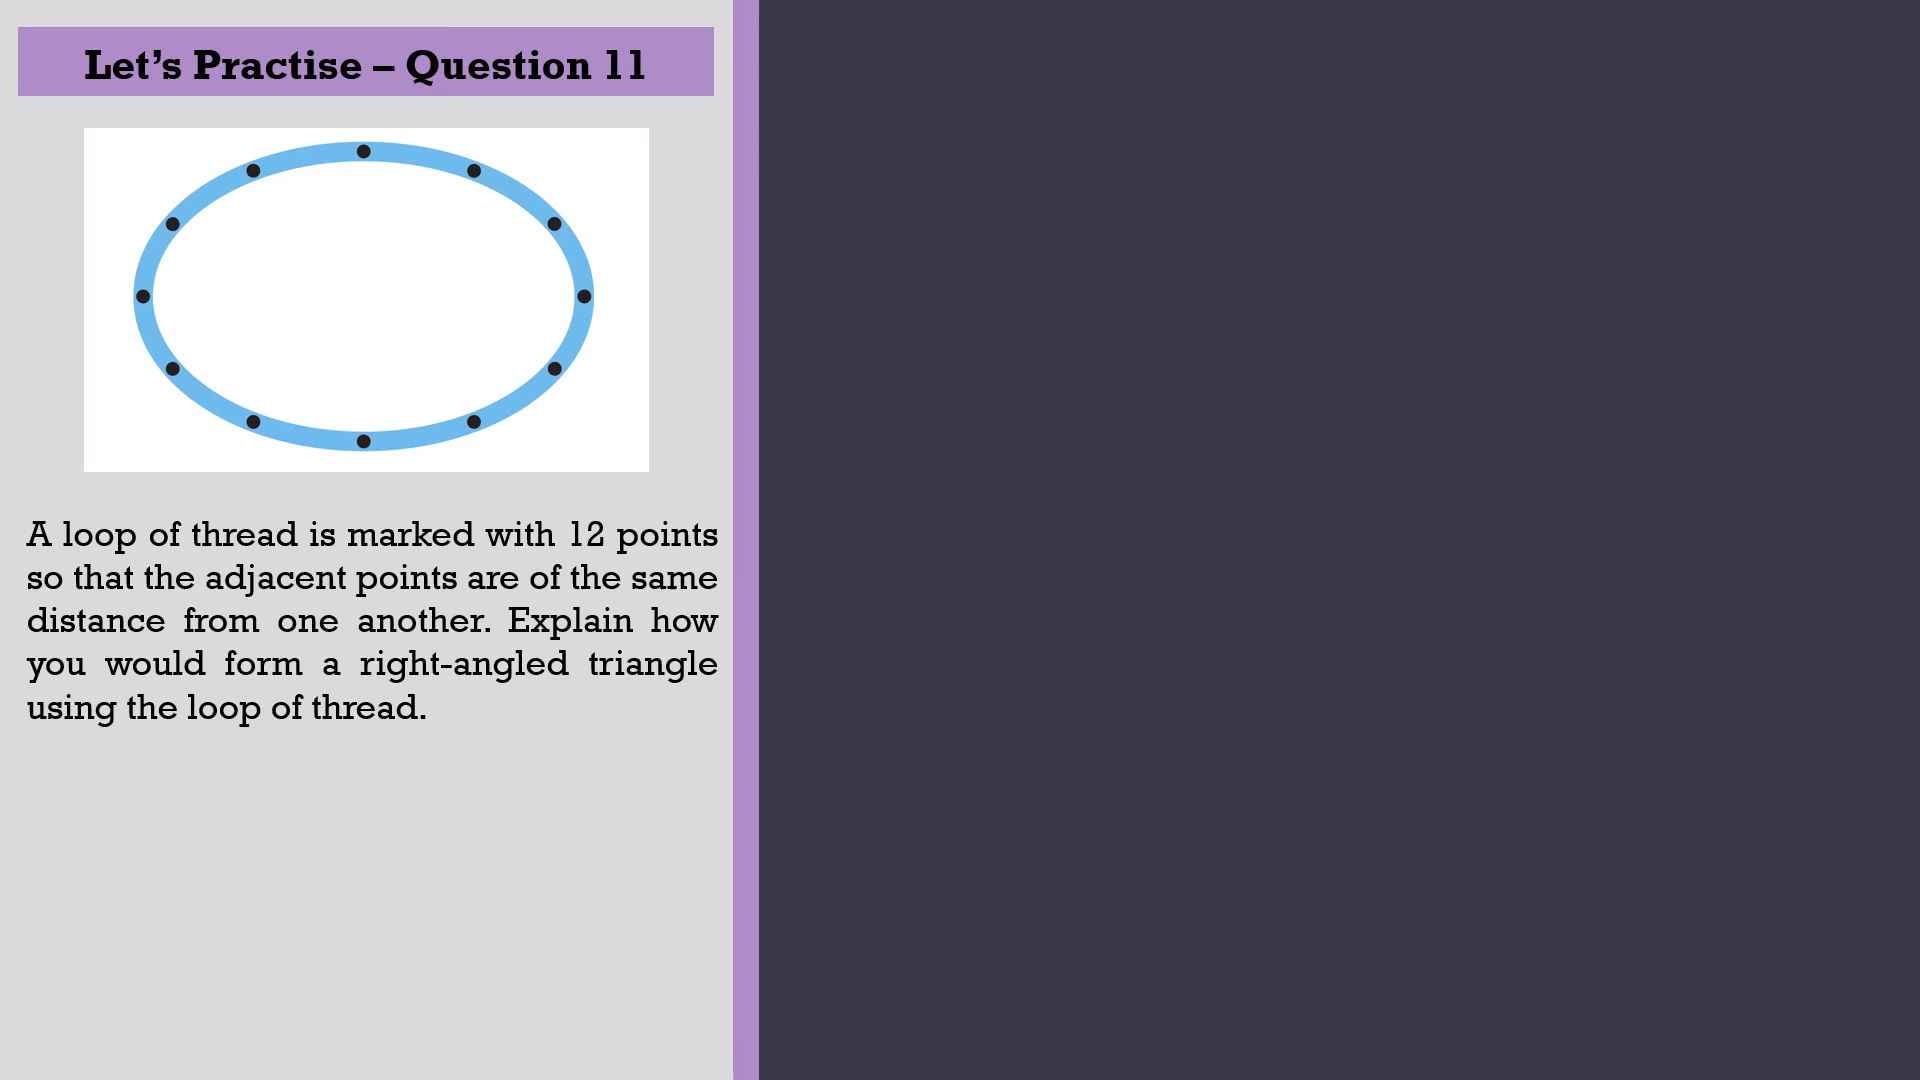 Let’s Practise – Question 11
A loop of thread is marked with 12 points
so that the adjacent points are of the same
distance from one another. Explain how
you would form a right-angled triangle
using the loop of thread.